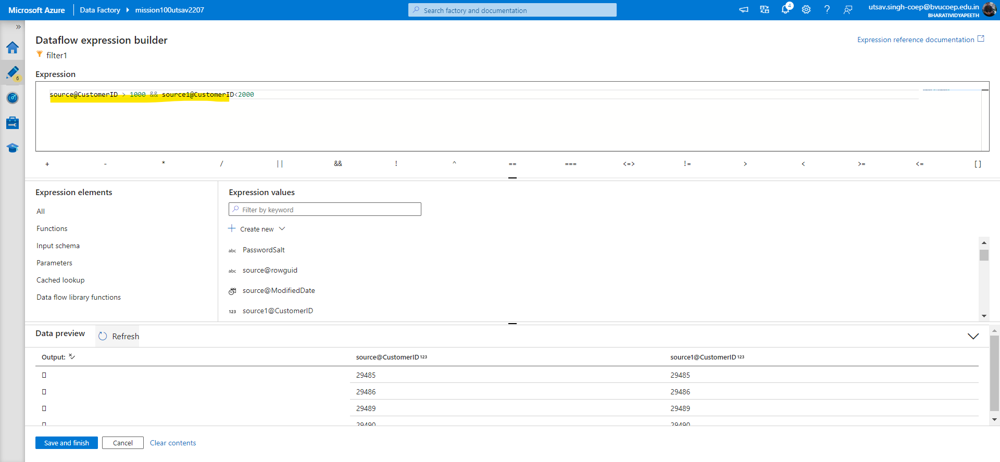 Microsoft Azure
Data Factory
mission100utsav2207
Search factory and documentation
4
utsav.singh-coep@bvucoep.edu.in
BHARATIVIDYAPEETH
6
Dataflow expression builder
Expression reference documentation
filter1
Expression
source@CustomerID > 1000 && source1@CustomerID<2000
+ - * / || && ! ^ == === <=> != > < >= <= []
Expression elements
All
Functions
Input schema
Parameters
Cached lookup
Data flow library functions
Expression values
Filter by keyword
Create new
abc PasswordSalt
abc source@rowguid
source@ModifiedDate
123 source1@CustomerID
Data preview
Refresh
Output: source@CustomerID 123 source1@CustomerID 123
29485 29485
29486 29486
29489 29489
29490 29490
Save and finish
Cancel
Clear contents